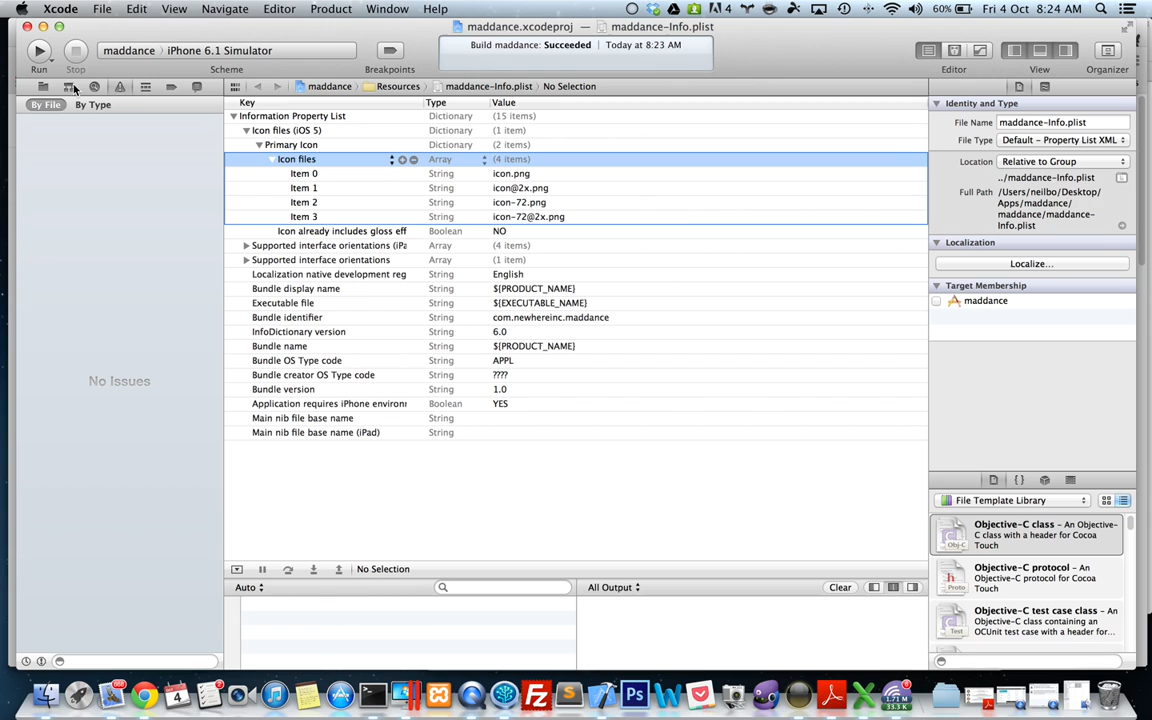 Xcode File Edit View Navigate Editor Product Window Help 4 60% Fri 4 Oct 8:24 AM
maddance.xcodeproj — maddance-Info.plist
maddance › iPhone 6.1 Simulator
Build maddance: Succeeded | Today at 8:23 AM
Run Stop Scheme Breakpoints Editor View Organizer
maddance › Resources › maddance-Info.plist › No Selection
By File By Type
Key Type Value
Information Property List Dictionary (15 items)
Icon files (iOS 5) Dictionary (1 item)
Primary Icon Dictionary (2 items)
Icon files Array (4 items)
Item 0 String icon.png
Item 1 String icon@2x.png
Item 2 String icon-72.png
Item 3 String icon-72@2x.png
Icon already includes gloss eff Boolean NO
Supported interface orientations (iPa Array (4 items)
Supported interface orientations Array (1 item)
Localization native development reg String English
Bundle display name String ${PRODUCT_NAME}
Executable file String ${EXECUTABLE_NAME}
Bundle identifier String com.newhereinc.maddance
InfoDictionary version String 6.0
Bundle name String ${PRODUCT_NAME}
Bundle OS Type code String APPL
Bundle creator OS Type code String ????
Bundle version String 1.0
Application requires iPhone environr Boolean YES
Main nib file base name String
Main nib file base name (iPad) String
No Issues
Identity and Type
File Name maddance-Info.plist
File Type Default - Property List XML
Location Relative to Group
../maddance-Info.plist
Full Path /Users/neilbo/Desktop/
Apps/maddance/
maddance/maddance-
Info.plist
Localization
Localize...
Target Membership
maddance
File Template Library
Objective-C class - An Objective-
C class with a header for Cocoa
Touch
Obj-C
Objective-C protocol - An
Objective-C protocol for Cocoa
Touch
Proto
Objective-C test case class - An
Objective-C class containing an
OCUnit test case with a header for...
Test
No Selection
Auto All Output Clear